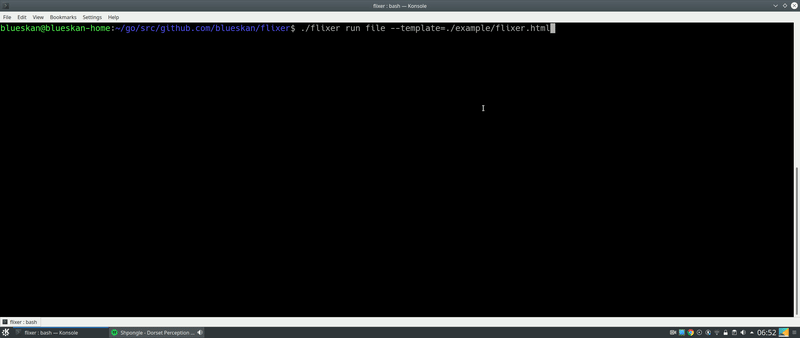 flixer : bash — Konsole
File Edit View Bookmarks Settings Help
blueskan@blueskan-home:~/go/src/github.com/blueskan/flixer$ ./flixer run file --template=./example/flixer.html
flixer : bash
flixer : bash — Konsole
Shpongle - Dorset Perception ...
06:52